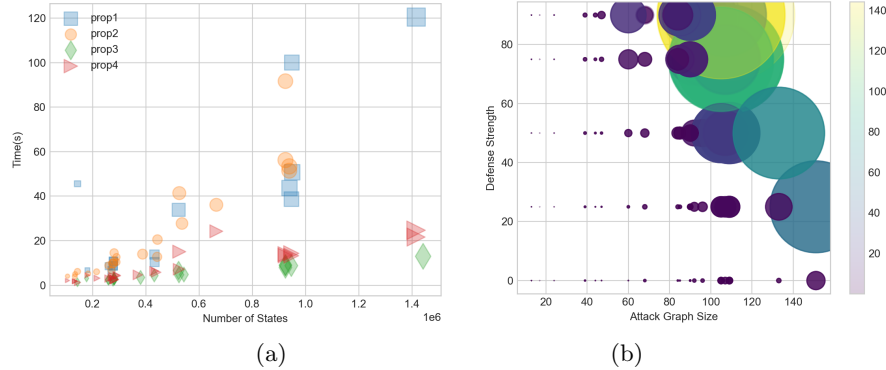 prop1
prop2
prop3
prop4
120
100
80
60
40
20
0
Time(s)
0.2 0.4 0.6 0.8 1.0 1.2 1.4
1e6
Number of States
(a)
80
60
40
20
0
Defense Strength
20 40 60 80 100 120 140
Attack Graph Size
140
120
100
80
60
40
20
(b)